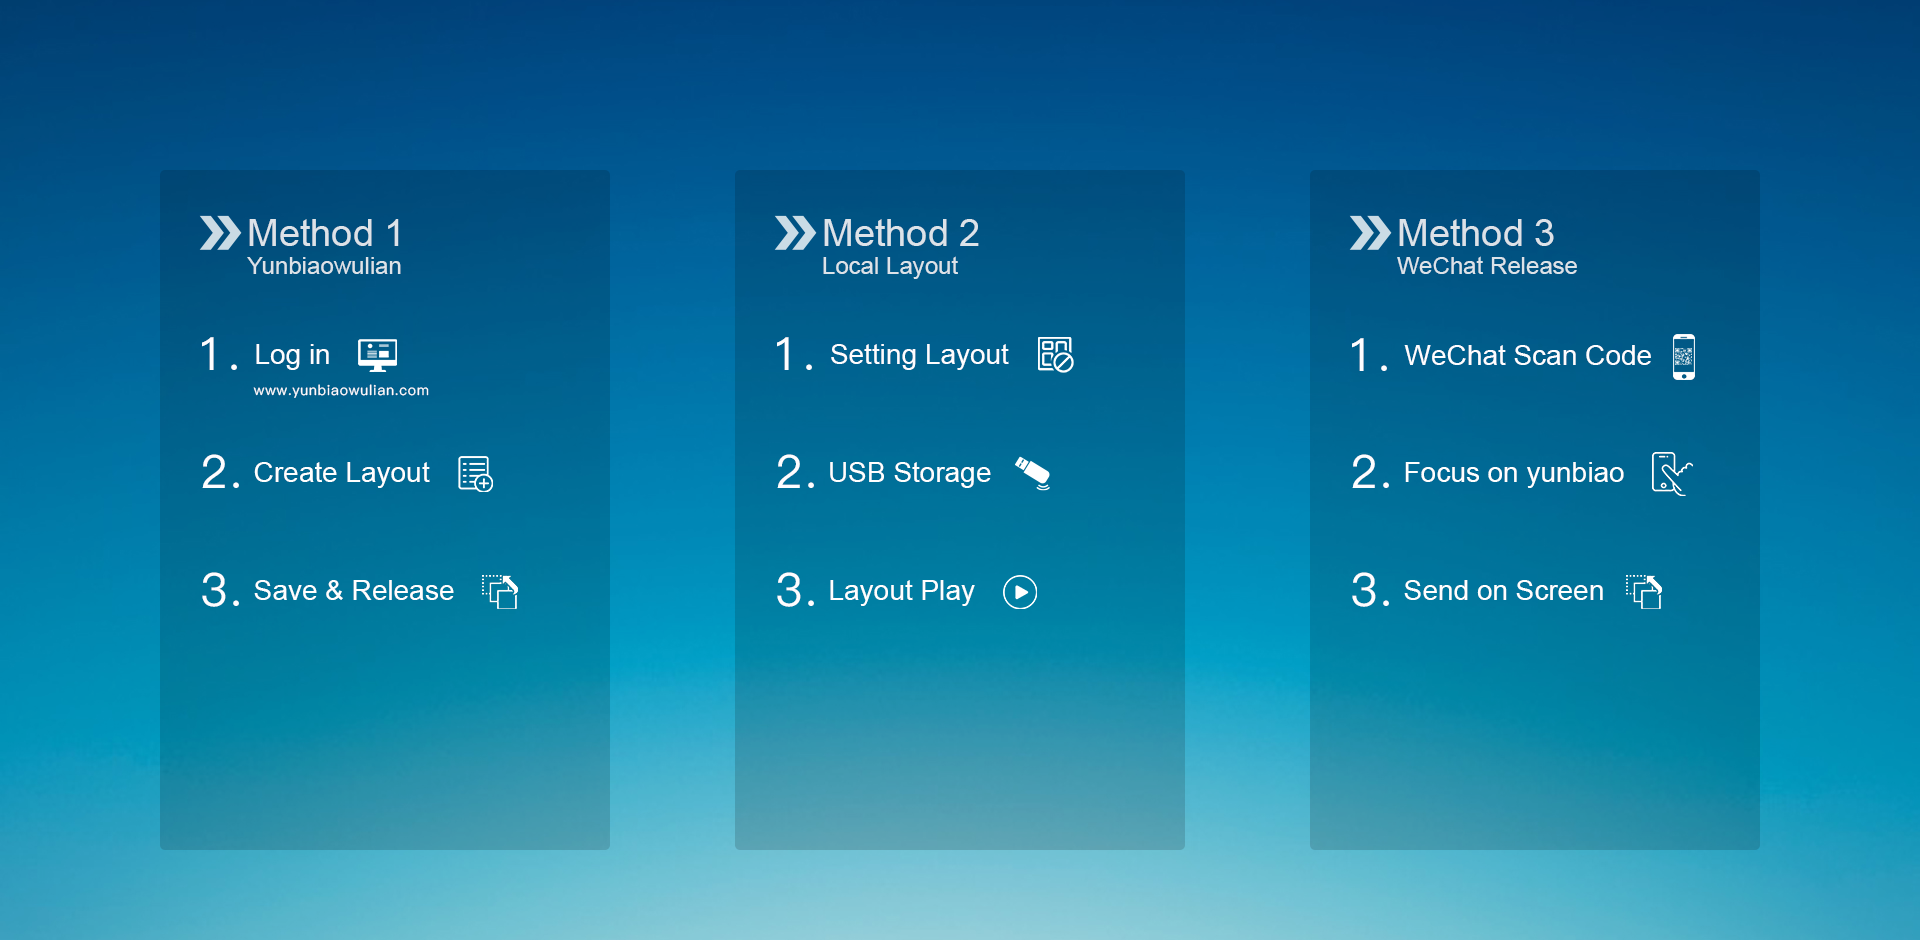 Method 1
Yunbiaowulian
1. Log in
www.yunbiaowulian.com
2. Create Layout
3. Save & Release
Method 2
Local Layout
1. Setting Layout
2. USB Storage
3. Layout Play
Method 3
WeChat Release
1. WeChat Scan Code
2. Focus on yunbiao
3. Send on Screen